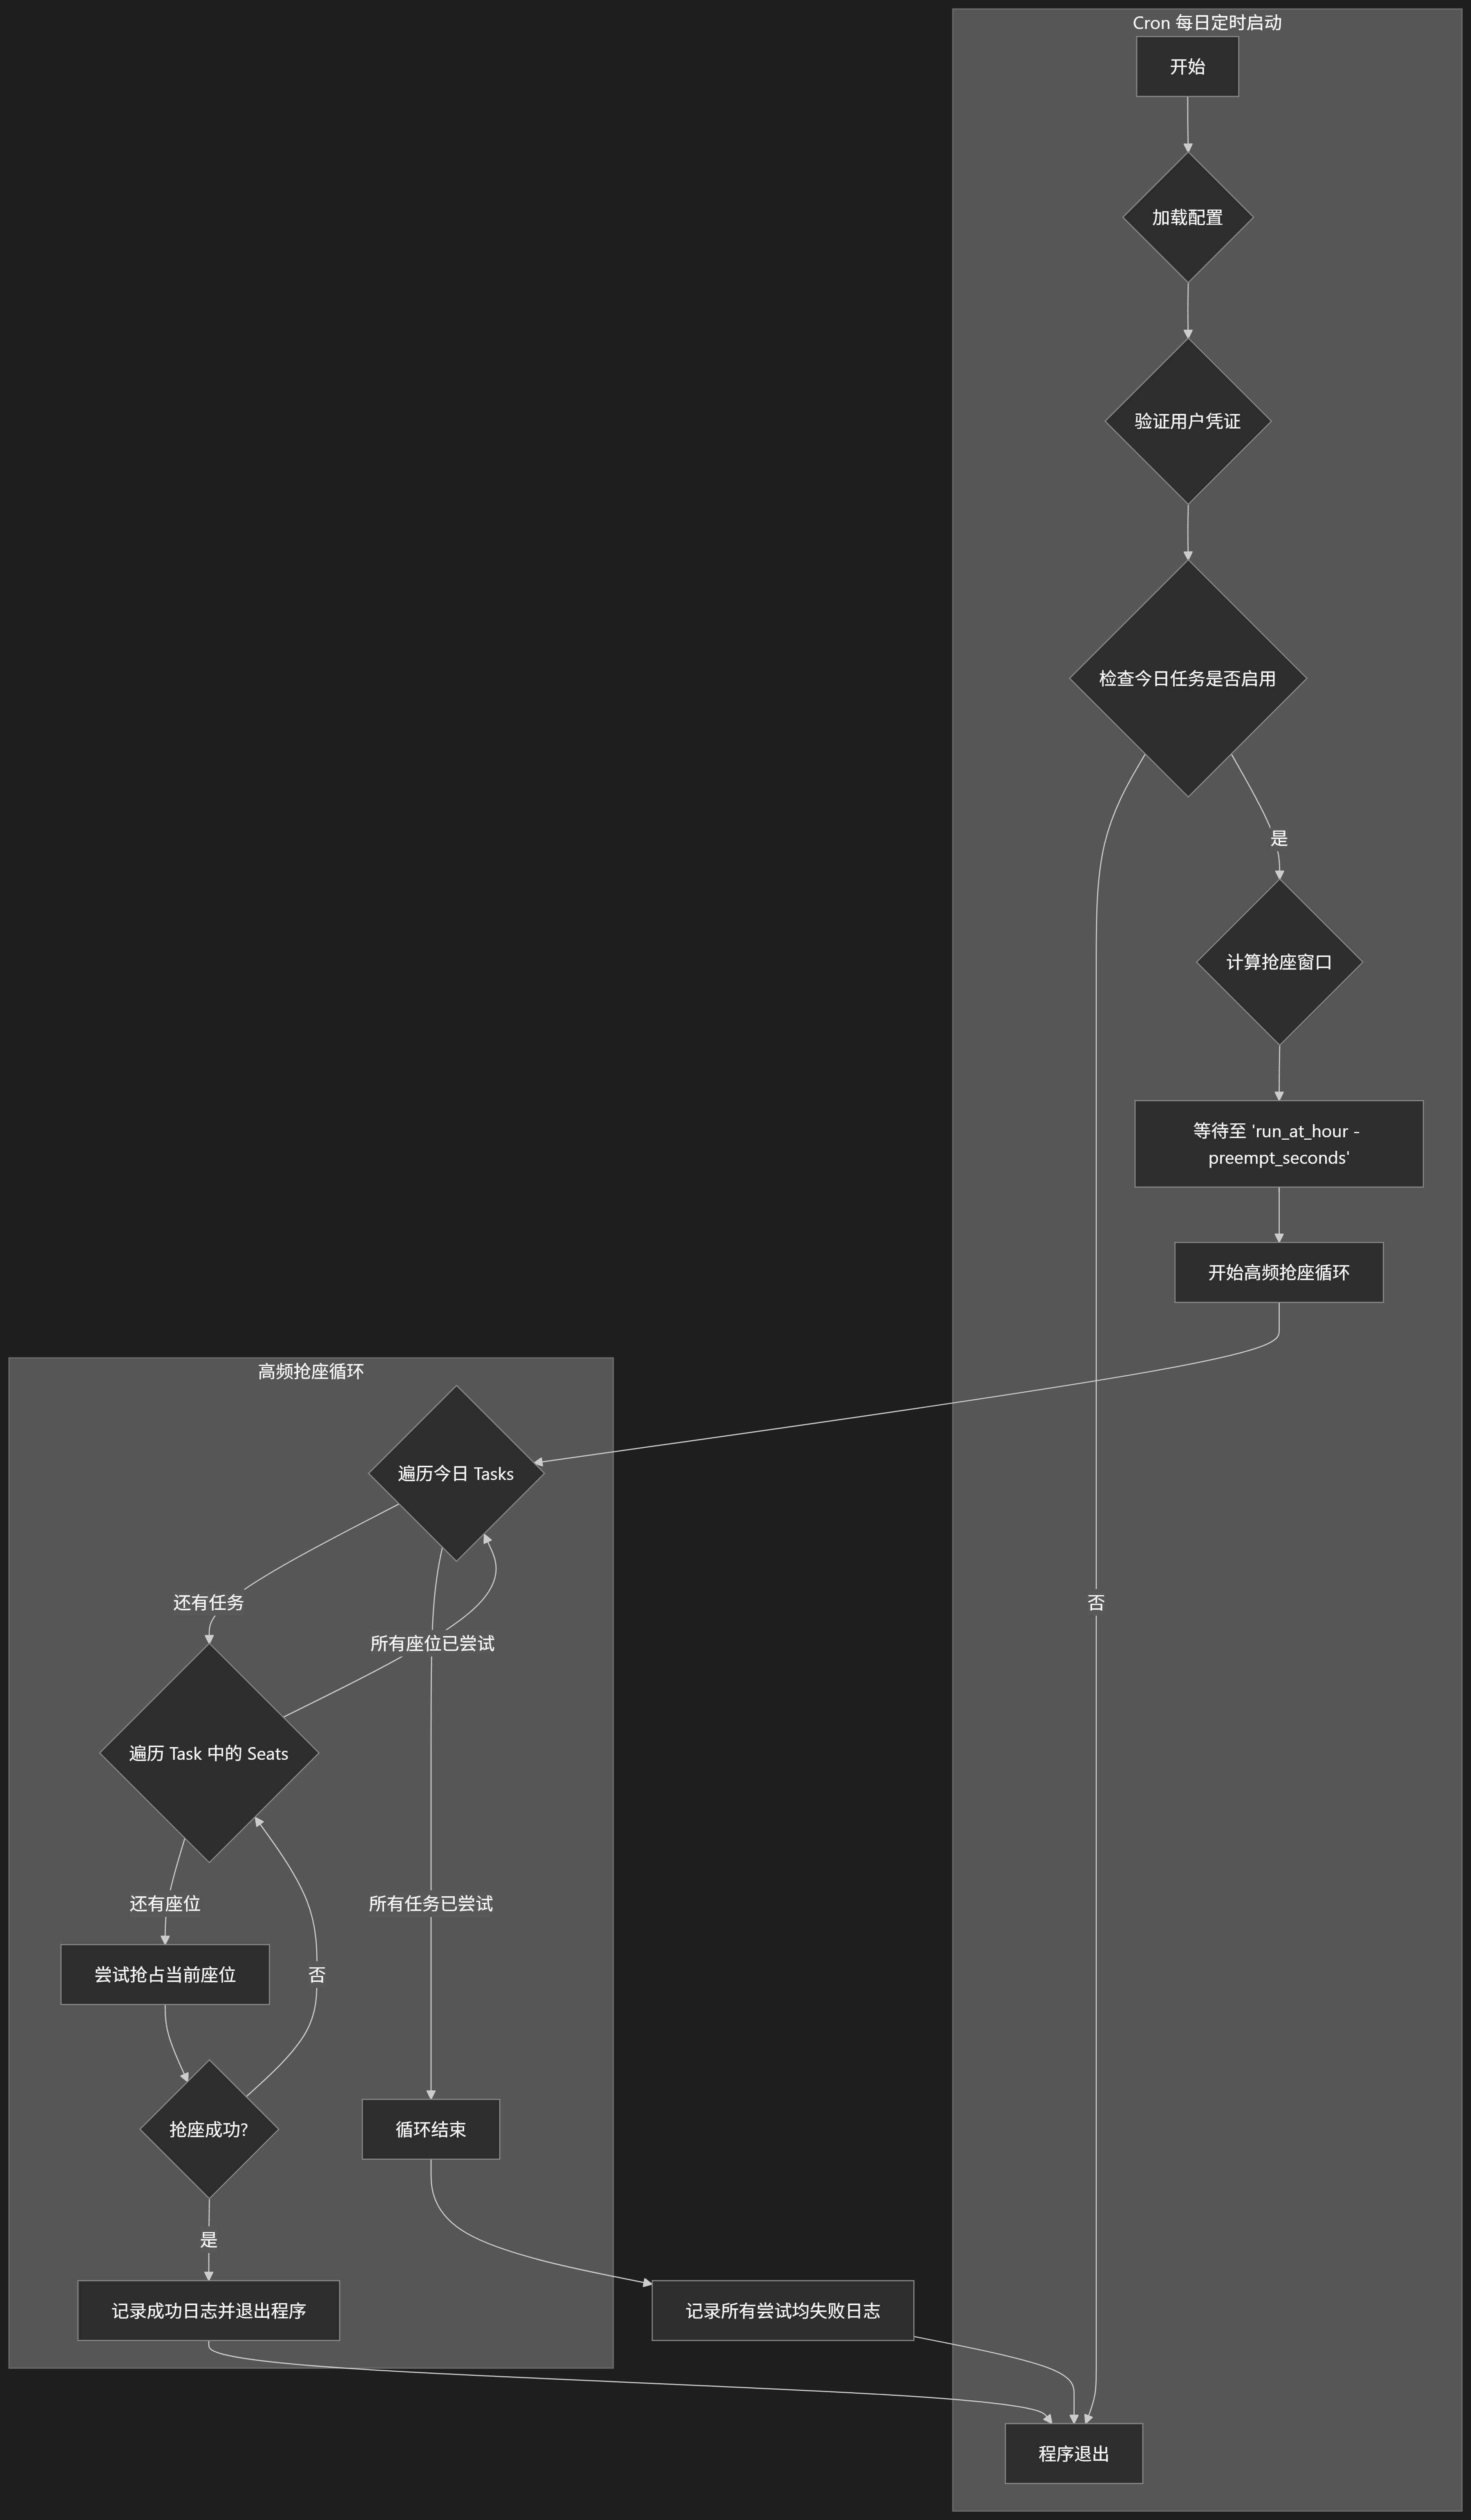 Cron 每日定时启动
开始
加载配置
验证用户凭证
检查今日任务是否启用
是
计算抢座窗口
等待至 'run_at_hour -
preempt_seconds'
开始高频抢座循环
高频抢座循环
遍历今日 Tasks
还有任务
否
所有座位已尝试
遍历 Task 中的 Seats
还有座位
所有任务已尝试
尝试抢占当前座位
否
抢座成功?
循环结束
是
记录成功日志并退出程序
记录所有尝试均失败日志
程序退出